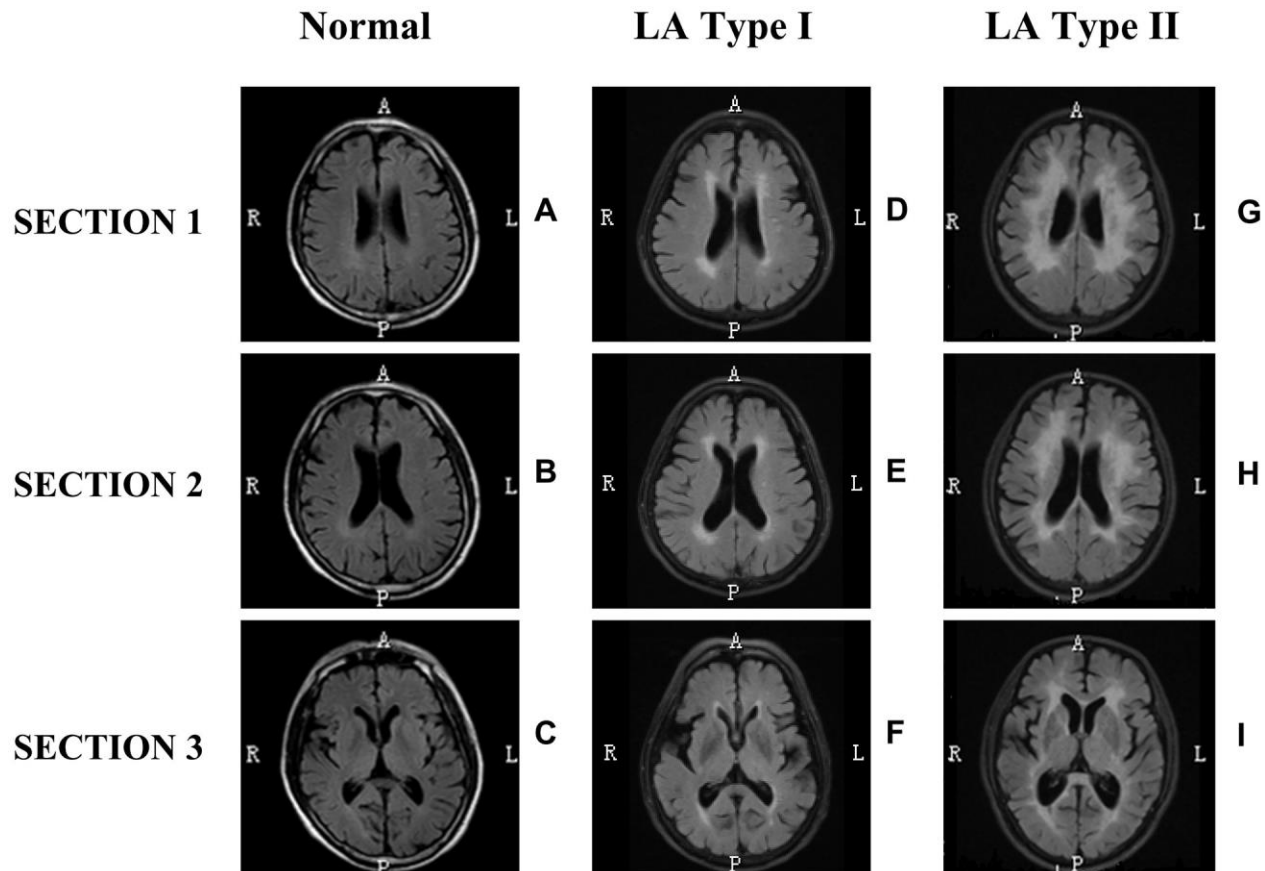 Normal LA Type I LA Type II
A A A
SECTION 1 R L A R L D R L G
P P P
A A A
SECTION 2 R L B R L E R L H
P P P
A A A
SECTION 3 R L C R L F R L I
P P P